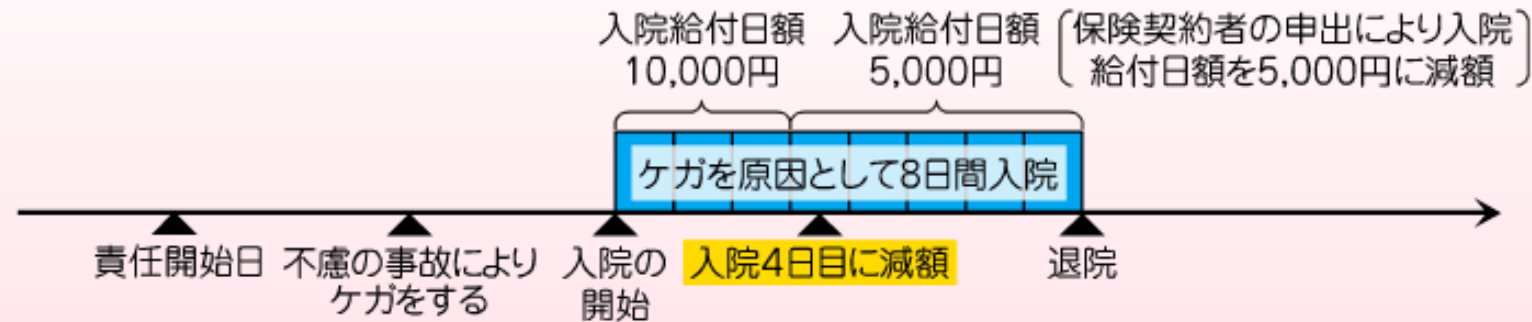 入院給付日額
10,000円
入院給付日額
5,000円
保険契約者の申出により入院
給付日額を5,000円に減額
ケガを原因として8日間入院
責任開始日
不慮の事故により
ケガをする
入院の
開始
入院4日目に減額
退院